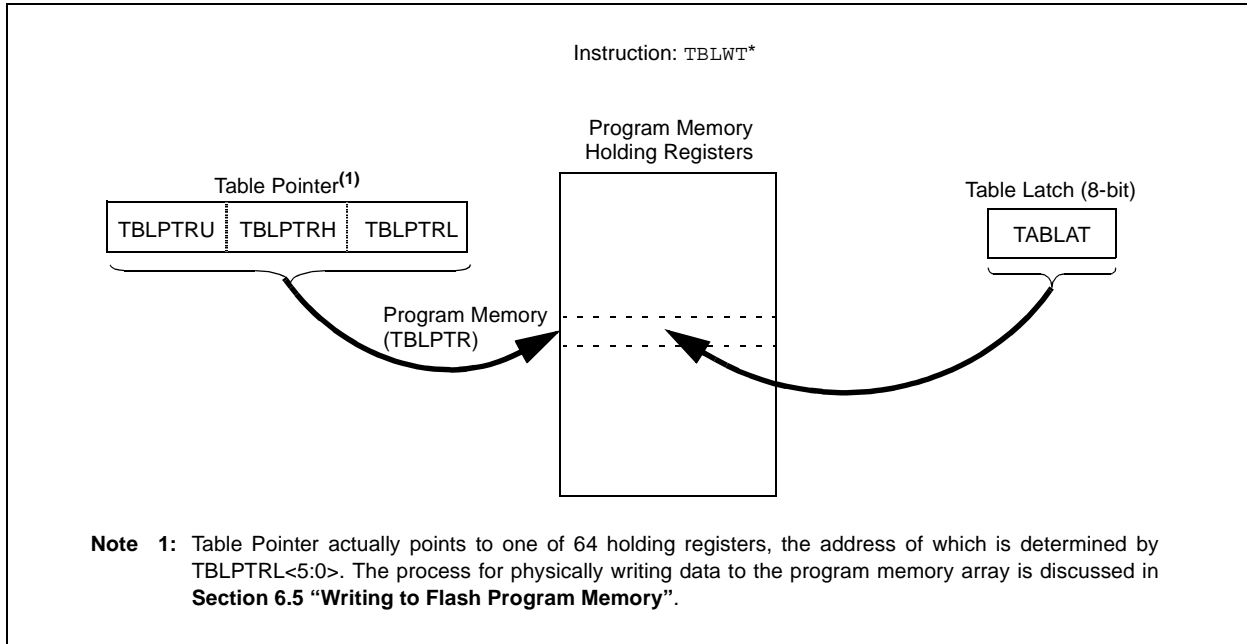 Instruction: TBLWT*
Program Memory
Holding Registers
Table Pointer(1)
Table Latch (8-bit)
TBLPTRU TBLPTRH TBLPTRL
TABLAT
Program Memory
(TBLPTR)
Note 1: Table Pointer actually points to one of 64 holding registers, the address of which is determined by
TBLPTRL<5:0>. The process for physically writing data to the program memory array is discussed in
Section 6.5 “Writing to Flash Program Memory”.